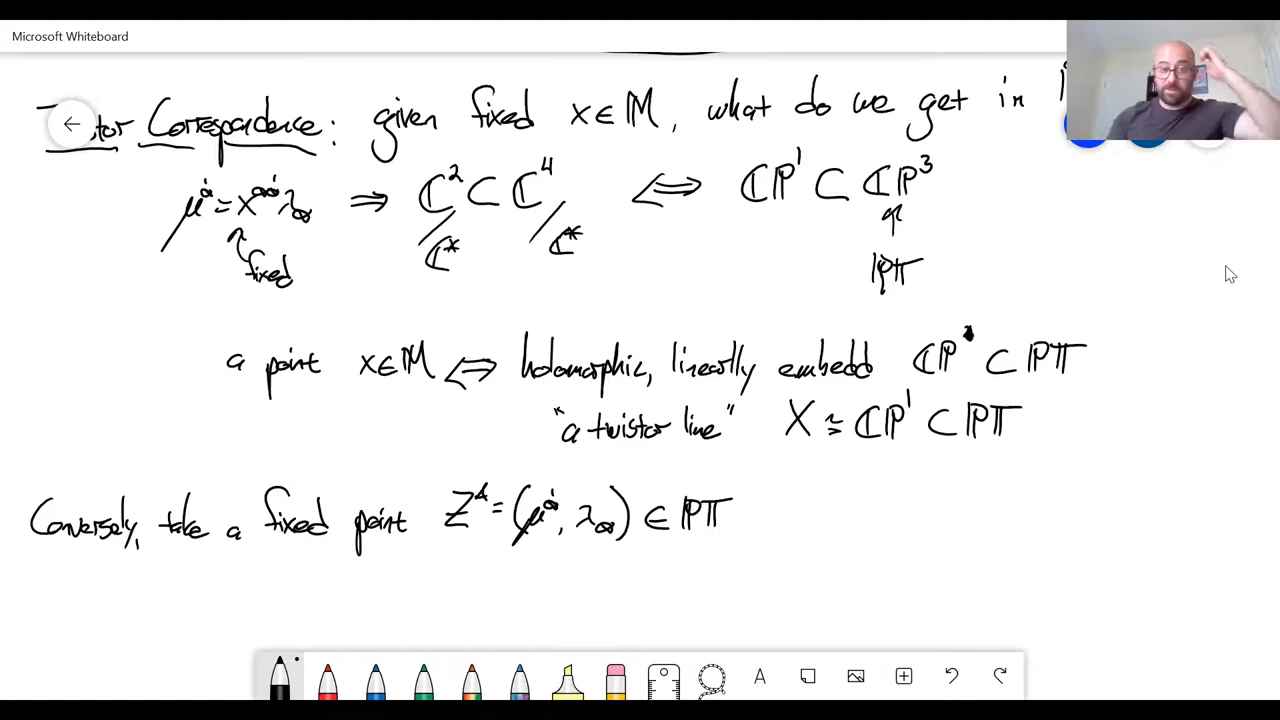 Microsoft Whiteboard
Correspondence: given fixed x∈𝕄, what do we get in
μ^α̇ = x^αα̇ λ_α ⇒ ℂ² ⊂ ℂ⁴ ⇔ ℂℙ¹ ⊂ ℂℙ³
/ℂ* /ℂ*
fixed
ℙ𝕋
a point x∈𝕄 ⇔ holomorphic, linearly embedd ℂℙ¹ ⊂ ℙ𝕋
"a twistor line" X ≅ ℂℙ¹ ⊂ ℙ𝕋
Conversely, take a fixed point Z^A = (μ^α̇, λ_α) ∈ ℙ𝕋
A